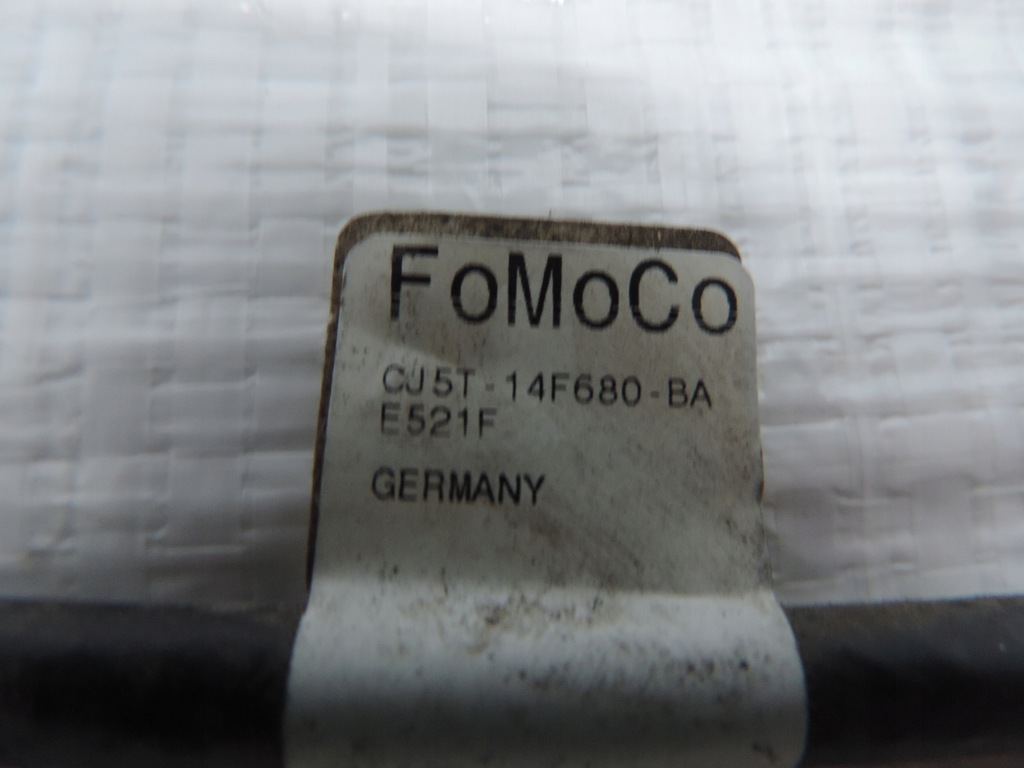 FoMoCo
CJ5T-14F680-BA
E521F
GERMANY